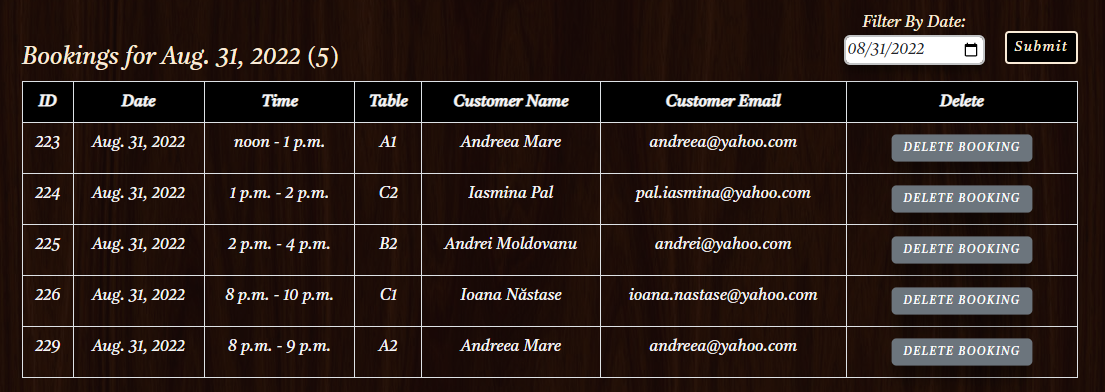 Filter By Date:
Bookings for Aug. 31, 2022 (5) 08/31/2022 Submit
ID Date Time Table Customer Name Customer Email Delete
223 Aug. 31, 2022 noon - 1 p.m. A1 Andreea Mare andreea@yahoo.com DELETE BOOKING
224 Aug. 31, 2022 1 p.m. - 2 p.m. C2 Iasmina Pal pal.iasmina@yahoo.com DELETE BOOKING
225 Aug. 31, 2022 2 p.m. - 4 p.m. B2 Andrei Moldovanu andrei@yahoo.com DELETE BOOKING
226 Aug. 31, 2022 8 p.m. - 10 p.m. C1 Ioana Năstase ioana.nastase@yahoo.com DELETE BOOKING
229 Aug. 31, 2022 8 p.m. - 9 p.m. A2 Andreea Mare andreea@yahoo.com DELETE BOOKING